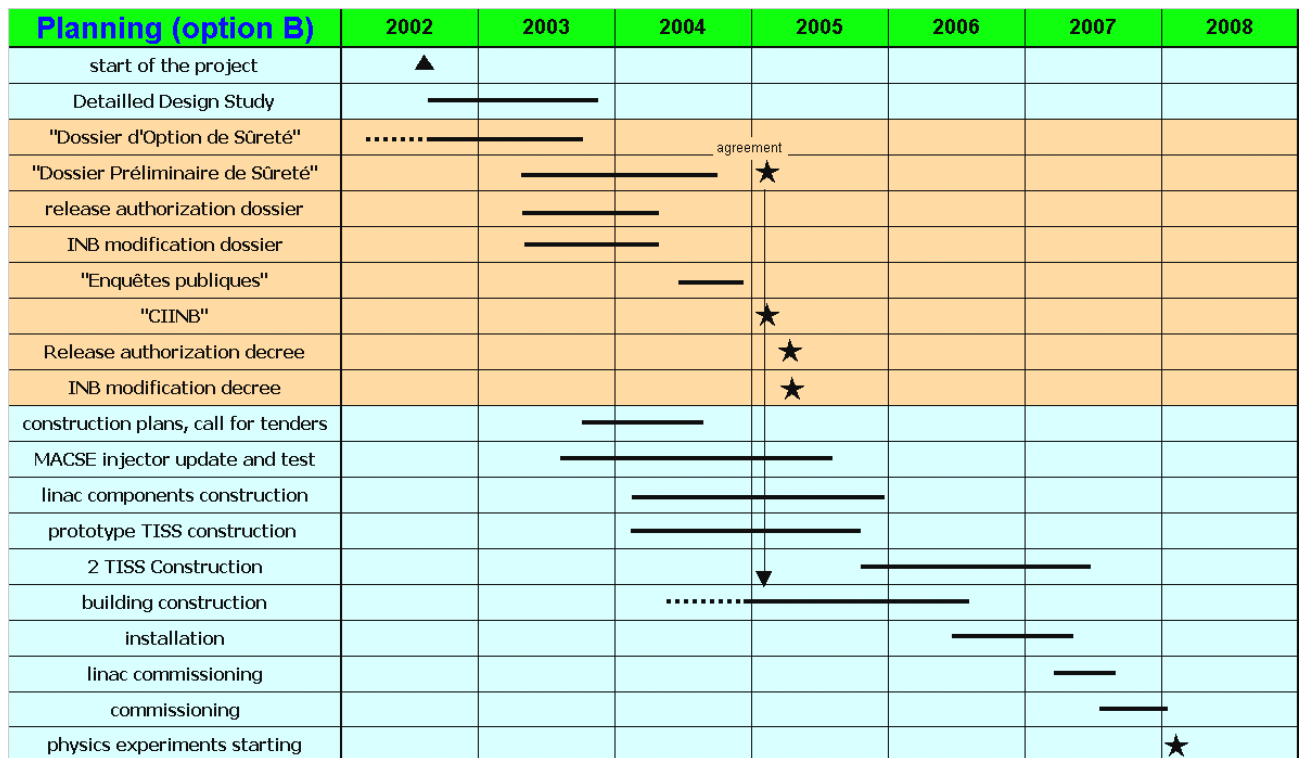 Planning (option B) 2002 2003 2004 2005 2006 2007 2008
start of the project
Detailled Design Study
"Dossier d'Option de Sûreté"
agreement
"Dossier Préliminaire de Sûreté"
release authorization dossier
INB modification dossier
"Enquêtes publiques"
"CIINB"
Release authorization decree
INB modification decree
construction plans, call for tenders
MACSE injector update and test
linac components construction
prototype TISS construction
2 TISS Construction
building construction
installation
linac commissioning
commissioning
physics experiments starting